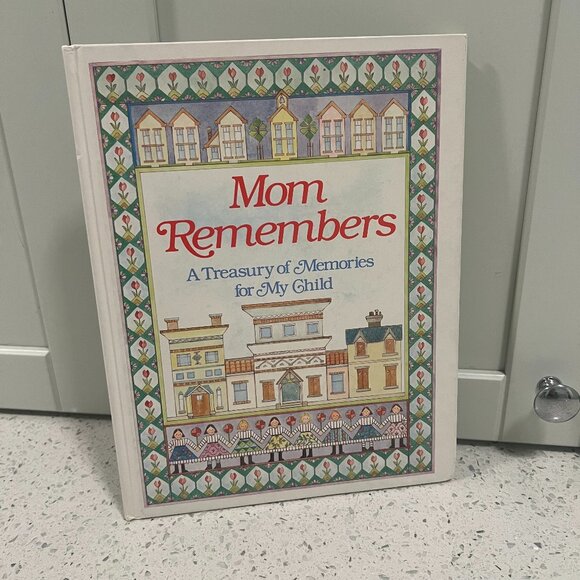 Mom
Remembers
A Treasury of Memories
for My Child